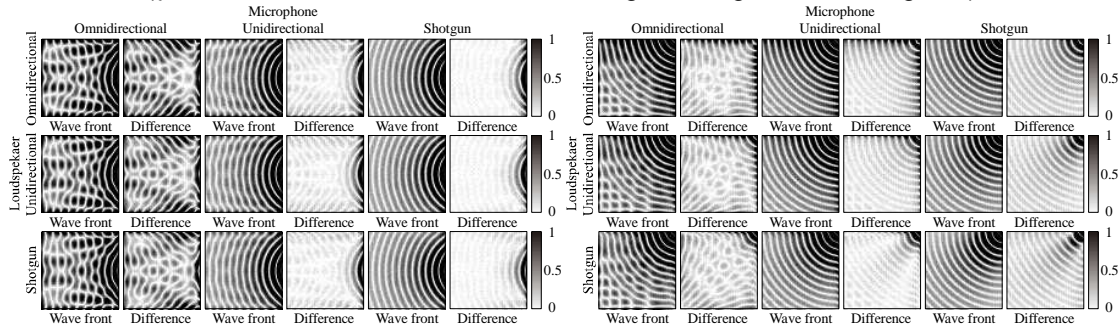 Microphone
Omnidirectional Unidirectional Shotgun
Loudspekaer
Omnidirectional
1
0.5
0
Wave front Difference Wave front Difference Wave front Difference
Unidirectional
1
0.5
0
Wave front Difference Wave front Difference Wave front Difference
Shotgun
1
0.5
0
Wave front Difference Wave front Difference Wave front Difference
Microphone
Omnidirectional Unidirectional Shotgun
Loudspekaer
Omnidirectional
1
0.5
0
Wave front Difference Wave front Difference Wave front Difference
Unidirectional
1
0.5
0
Wave front Difference Wave front Difference Wave front Difference
Shotgun
1
0.5
0
Wave front Difference Wave front Difference Wave front Difference